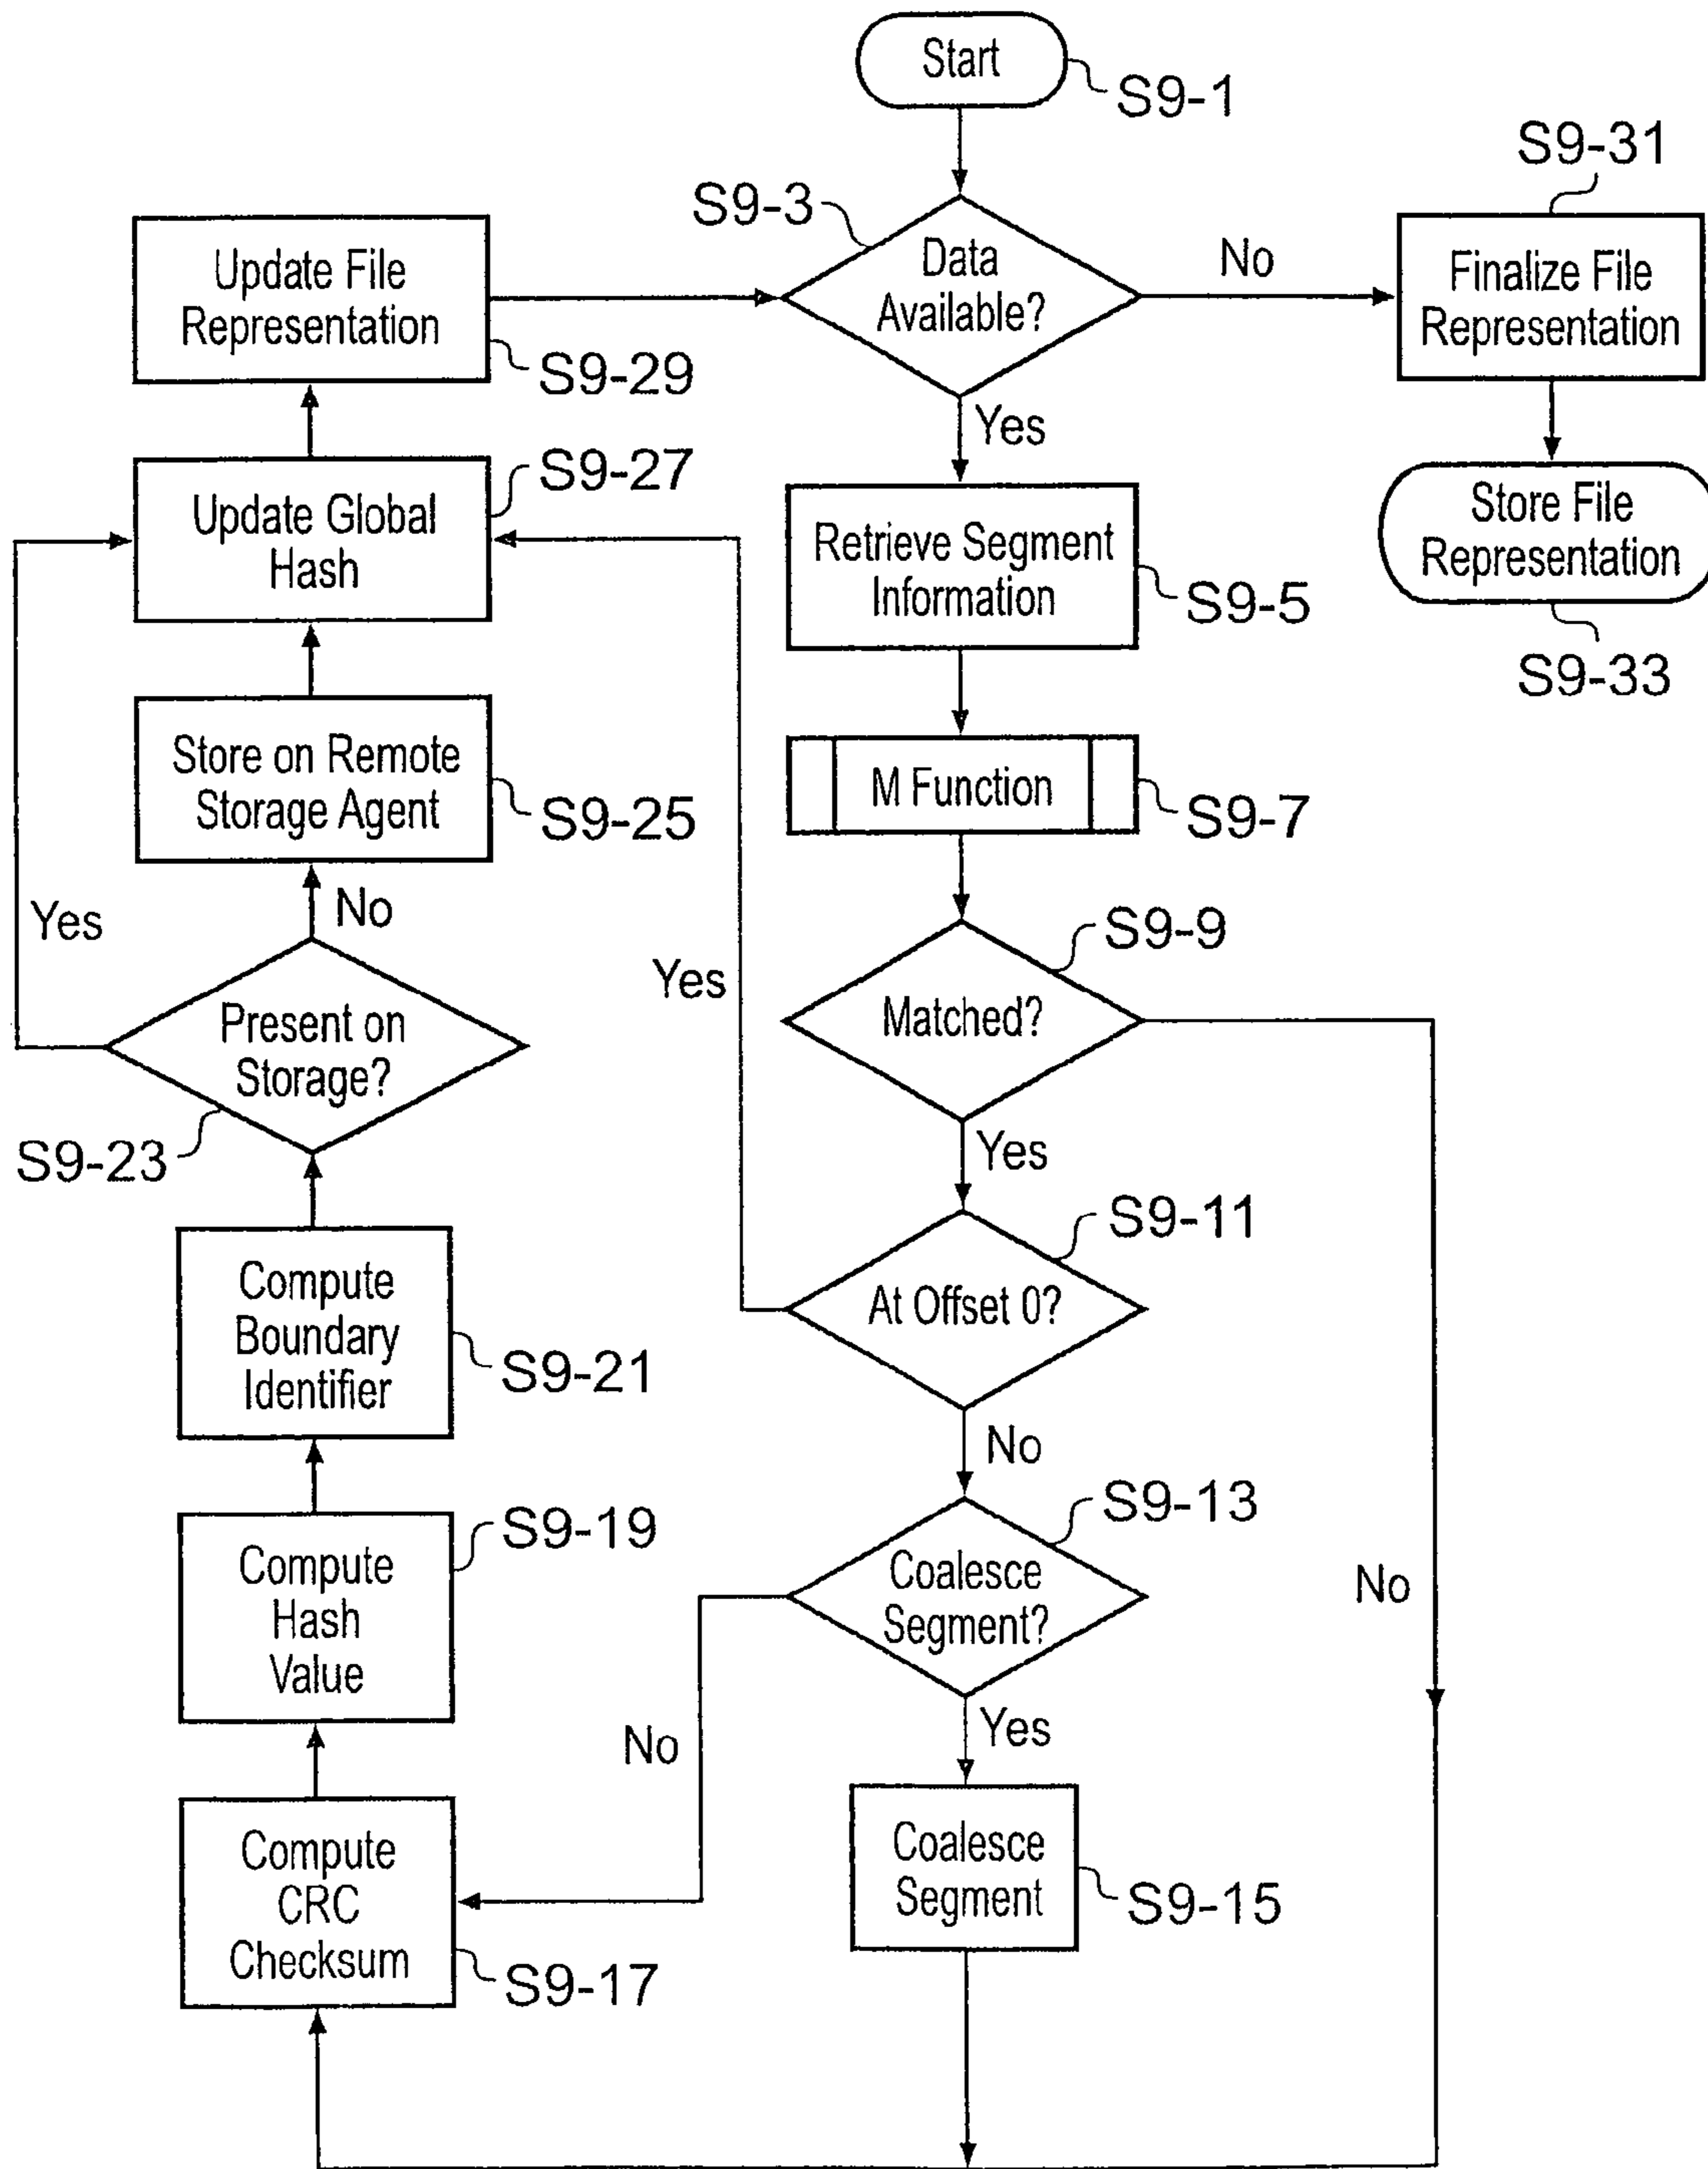 Start
S9-1
S9-31
S9-3
Data
Available?
No
Finalize File
Representation
Update File
Representation
S9-29
Yes
Store File
Representation
S9-33
S9-27
Update Global
Hash
Retrieve Segment
Information
S9-5
Store on Remote
Storage Agent
S9-25
M Function
S9-7
Yes
No
S9-9
Matched?
Yes
Present on
Storage?
S9-23
Yes
S9-11
At Offset 0?
Compute
Boundary
Identifier
S9-21
No
S9-13
Coalesce
Segment?
No
S9-19
Compute
Hash
Value
No
Yes
Coalesce
Segment
S9-15
Compute
CRC
Checksum
S9-17